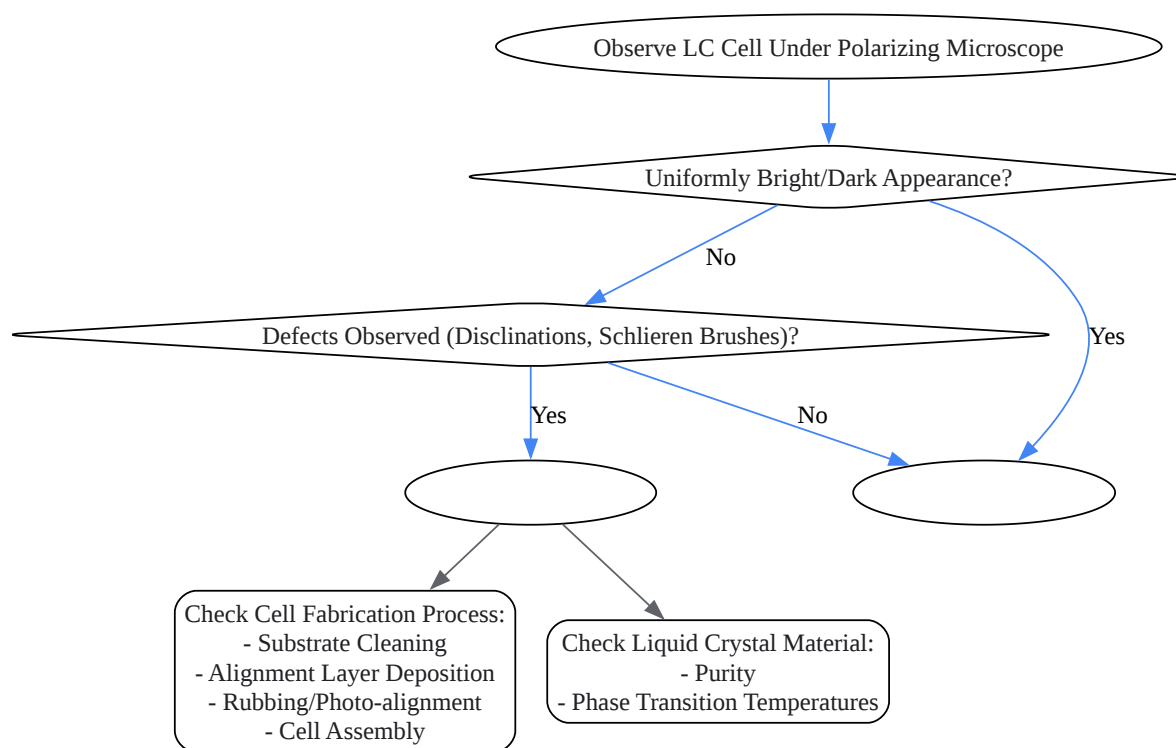 Observe LC Cell Under Polarizing Microscope
Uniformly Bright/Dark Appearance?
No
Defects Observed (Disclinations, Schlieren Brushes)?
Yes
Yes
No
Check Cell Fabrication Process:
- Substrate Cleaning
- Alignment Layer Deposition
- Rubbing/Photo-alignment
- Cell Assembly
Check Liquid Crystal Material:
- Purity
- Phase Transition Temperatures